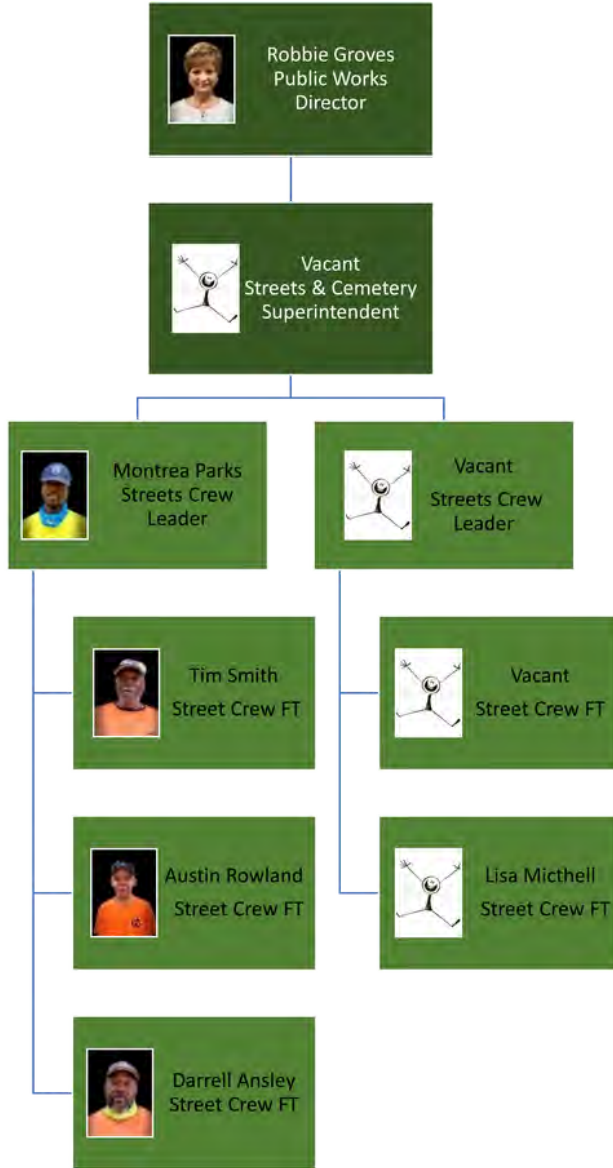 Robbie Groves
Public Works
Director
Vacant
Streets & Cemetery
Superintendent
Montrea Parks
Streets Crew
Leader
Vacant
Streets Crew
Leader
Tim Smith
Street Crew FT
Vacant
Street Crew FT
Austin Rowland
Street Crew FT
Lisa Micthell
Street Crew FT
Darrell Ansley
Street Crew FT